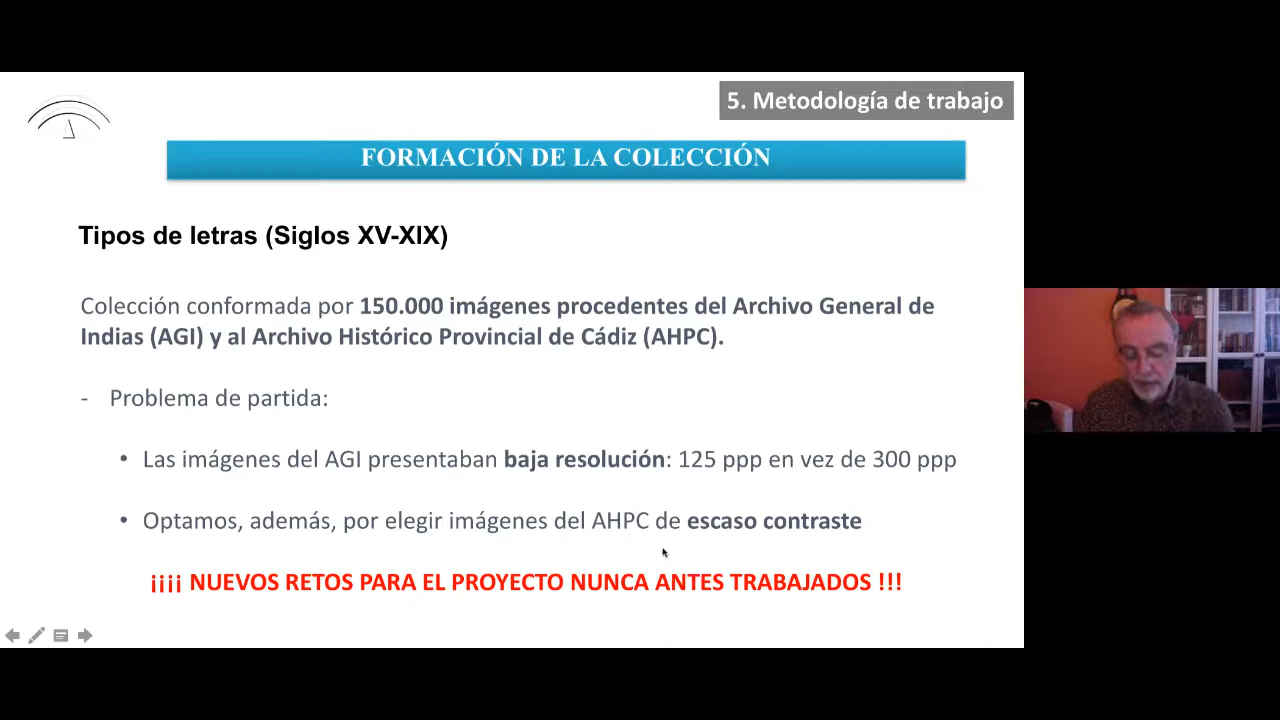 5. Metodología de trabajo
FORMACIÓN DE LA COLECCIÓN
Tipos de letras (Siglos XV-XIX)
Colección conformada por 150.000 imágenes procedentes del Archivo General de
Indias (AGI) y al Archivo Histórico Provincial de Cádiz (AHPC).
- Problema de partida:
• Las imágenes del AGI presentaban baja resolución: 125 ppp en vez de 300 ppp
• Optamos, además, por elegir imágenes del AHPC de escaso contraste
¡¡¡¡ NUEVOS RETOS PARA EL PROYECTO NUNCA ANTES TRABAJADOS !!!